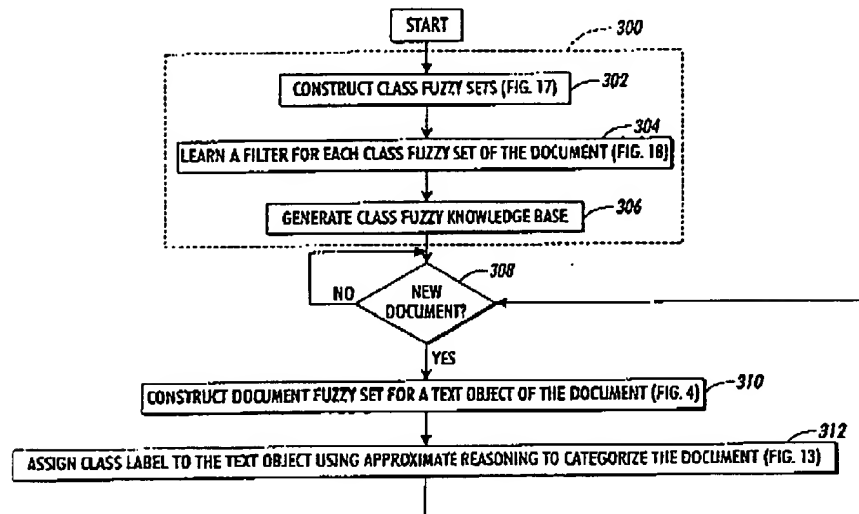 START
300
CONSTRUCT CLASS FUZZY SETS (FIG. 17)
302
304
LEARN A FILTER FOR EACH CLASS FUZZY SET OF THE DOCUMENT (FIG. 18)
GENERATE CLASS FUZZY KNOWLEDGE BASE
306
308
NO
NEW
DOCUMENT?
YES
CONSTRUCT DOCUMENT FUZZY SET FOR A TEXT OBJECT OF THE DOCUMENT (FIG. 4)
310
312
ASSIGN CLASS LABEL TO THE TEXT OBJECT USING APPROXIMATE REASONING TO CATEGORIZE THE DOCUMENT (FIG. 13)